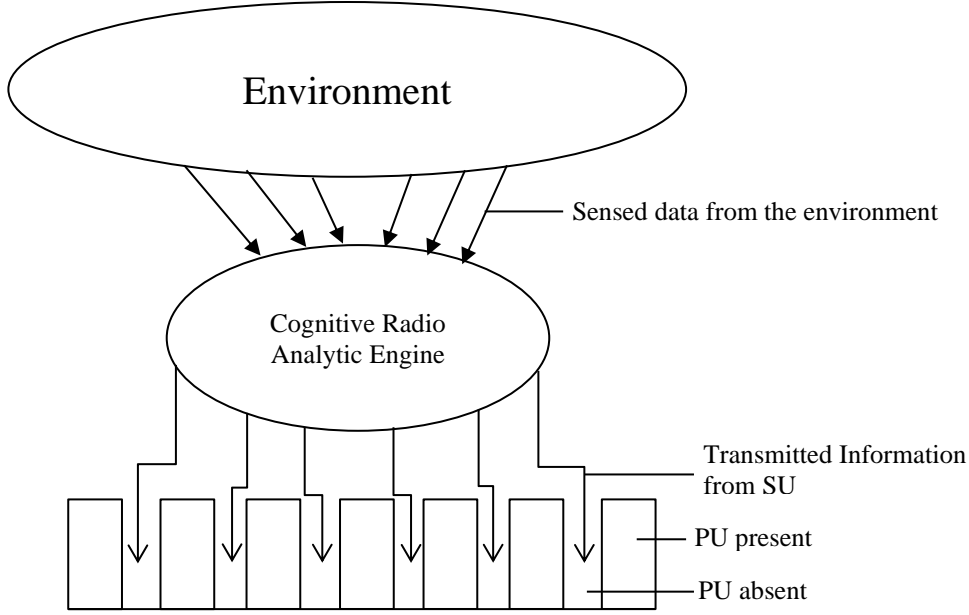 Environment
Sensed data from the environment
Cognitive Radio
Analytic Engine
Transmitted Information
from SU
PU present
PU absent